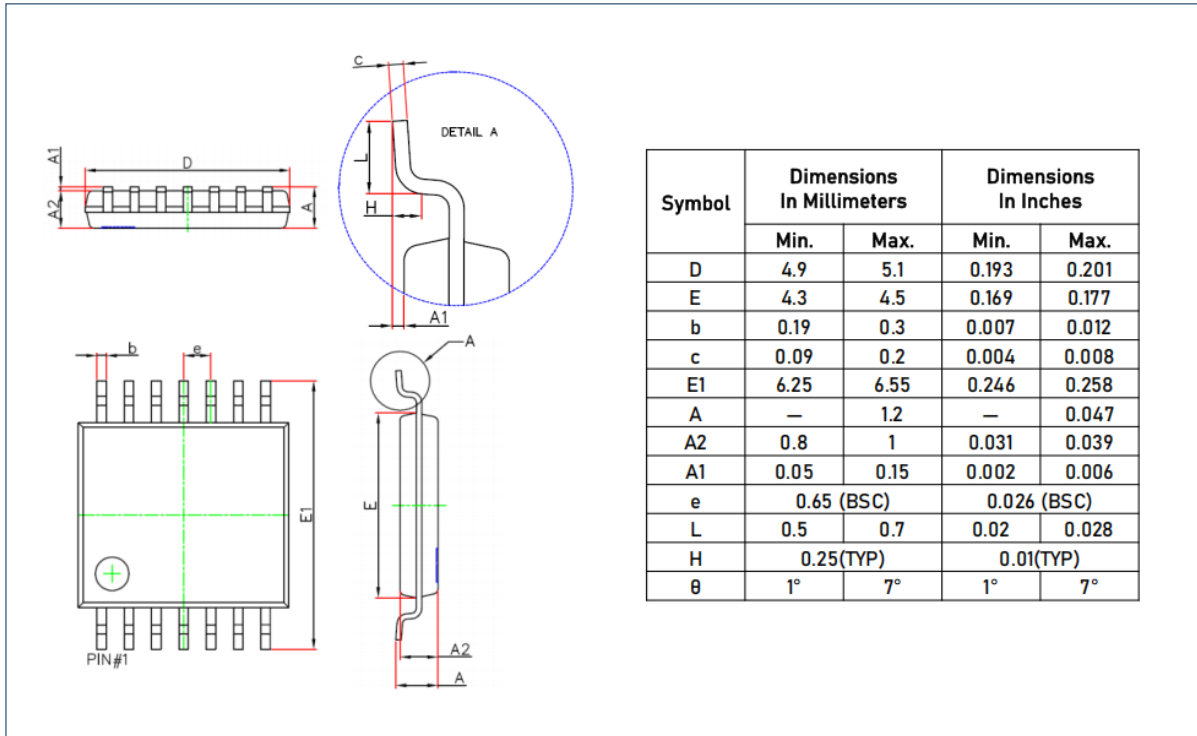 c
DETAIL A
A1
D
L
A2
A
H
A1
b
e
A
E1
E
PIN#1
A2
A
Symbol Dimensions In Millimeters Dimensions In Inches
Min. Max. Min. Max.
D 4.9 5.1 0.193 0.201
E 4.3 4.5 0.169 0.177
b 0.19 0.3 0.007 0.012
c 0.09 0.2 0.004 0.008
E1 6.25 6.55 0.246 0.258
A — 1.2 — 0.047
A2 0.8 1 0.031 0.039
A1 0.05 0.15 0.002 0.006
e 0.65 (BSC) 0.026 (BSC)
L 0.5 0.7 0.02 0.028
H 0.25(TYP) 0.01(TYP)
θ 1° 7° 1° 7°